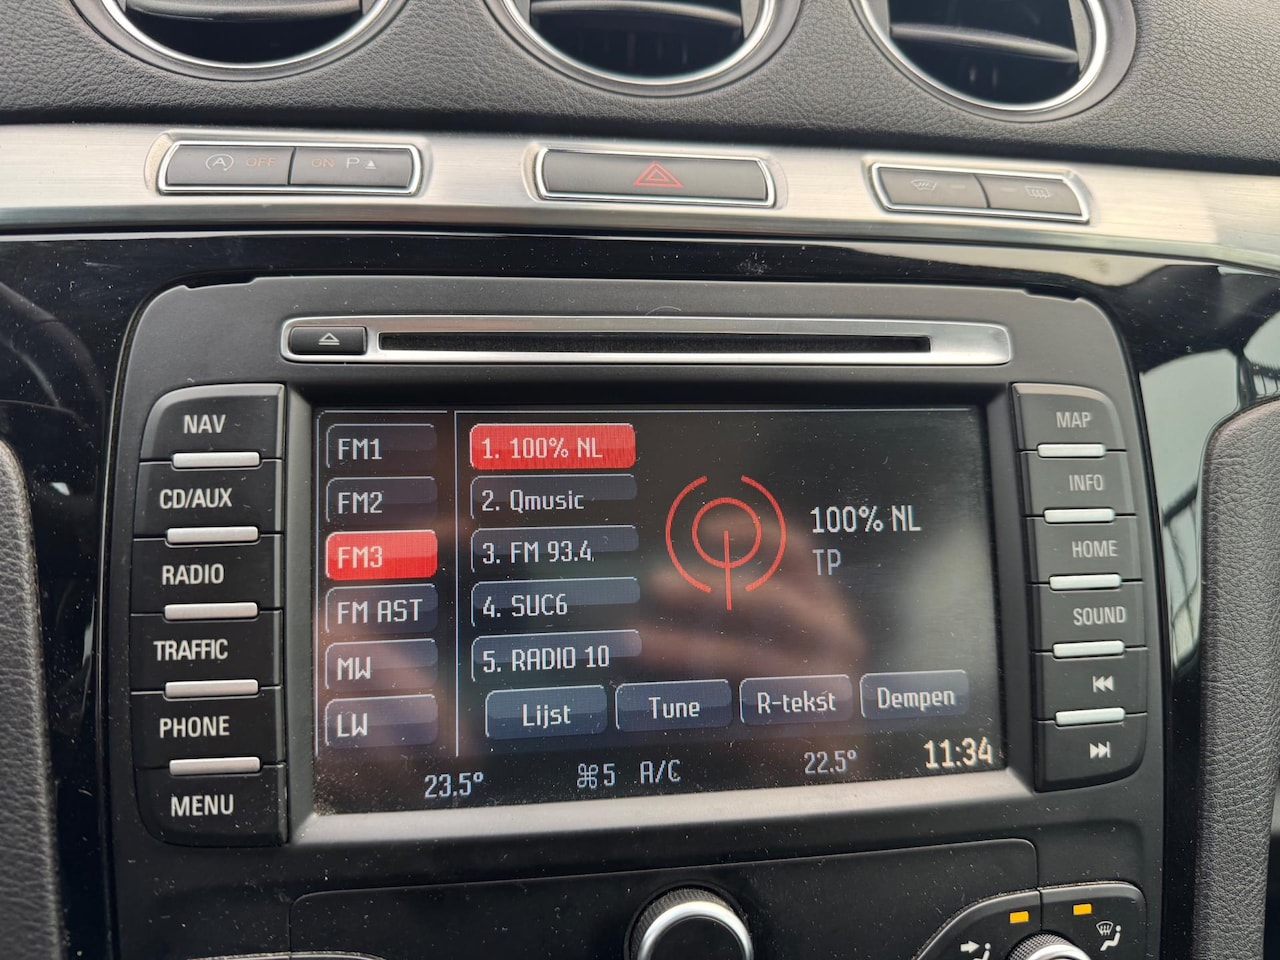 OFF ON P
NAV
CD/AUX
RADIO
TRAFFIC
PHONE
MENU
FM1
FM2
FM3
FM AST
MW
LW
1. 100% NL
2. Qmusic
3. FM 93.4
4. SUC6
5. RADIO 10
100% NL
TP
Lijst Tune R-tekst Dempen
23.5° ⌘5 A/C 22.5° 11:34
MAP
INFO
HOME
SOUND